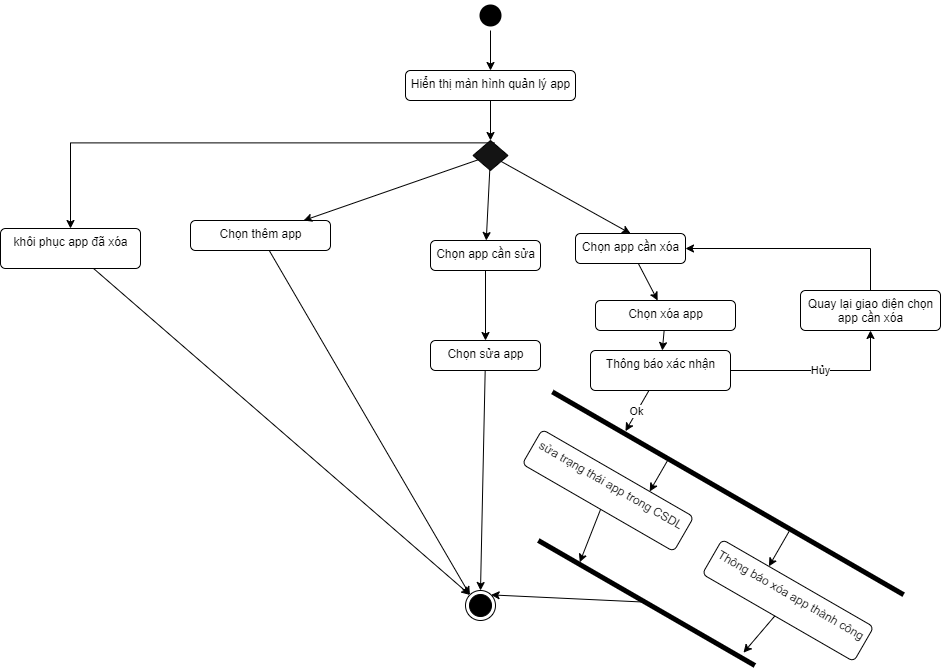 Hiển thị màn hình quản lý app
khôi phục app đã xóa
Chọn thêm app
Chọn app cần sửa
Chọn app cần xóa
Chọn xóa app
Quay lại giao diện chọn
app cần xóa
Chọn sửa app
Thông báo xác nhận
Hủy
Ok
sửa trạng thái app trong CSDL
Thông báo xóa app thành công